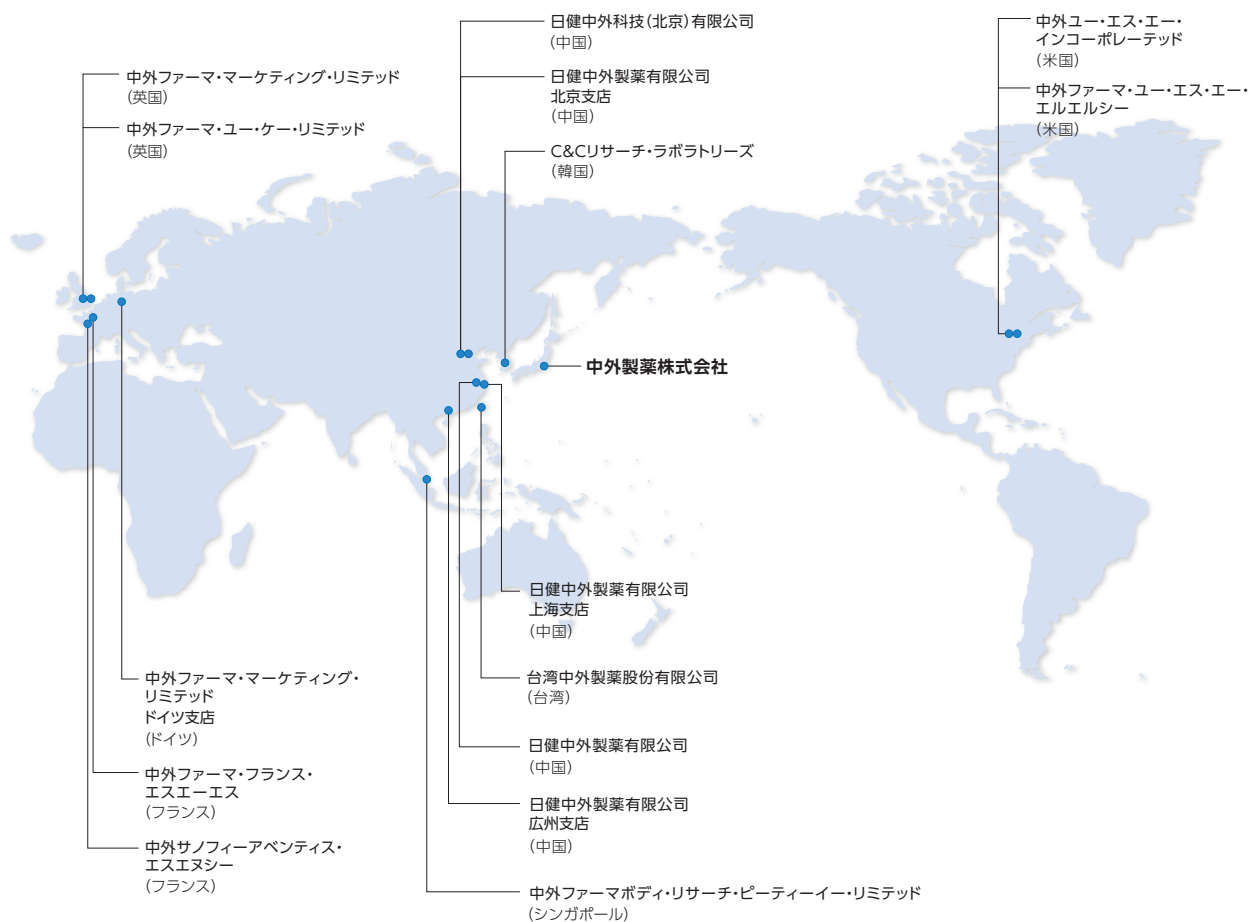 中外ファーマ・マーケティング・リミテッド
(英国)
中外ファーマ・ユー・ケー・リミテッド
(英国)
日健中外科技(北京)有限公司
(中国)
日健中外製薬有限公司
北京支店
(中国)
C&Cリサーチ・ラボラトリーズ
(韓国)
中外ユー・エス・エー・
インコーポレーテッド
(米国)
中外ファーマ・ユー・エス・エー・
エルエルシー
(米国)
中外製薬株式会社
日健中外製薬有限公司
上海支店
(中国)
台湾中外製薬股份有限公司
(台湾)
日健中外製薬有限公司
(中国)
日健中外製薬有限公司
広州支店
(中国)
中外ファーマボディ・リサーチ・ピーティーイー・リミテッド
(シンガポール)
中外ファーマ・マーケティング・
リミテッド
ドイツ支店
(ドイツ)
中外ファーマ・フランス・
エスエーエス
(フランス)
中外サノフィーアベンティス・
エスエヌシー
(フランス)